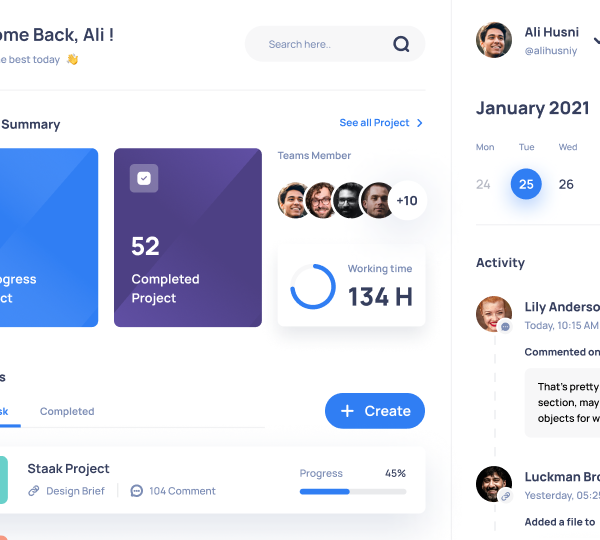 ome Back, Ali !
e best today 👋
Search here..
Summary
See all Project
ogress
ct
52
Completed
Project
Teams Member
+10
Working time
134 H
s
sk
Completed
Create
Staak Project
Design Brief
104 Comment
Progress
45%
Ali Husni
@alihusniy
January 2021
Mon
Tue
Wed
24
25
26
Activity
Lily Anderso
Today, 10:15 AM
Commented on
That's pretty
section, may
objects for w
Luckman Bro
Yesterday, 05:25
Added a file to